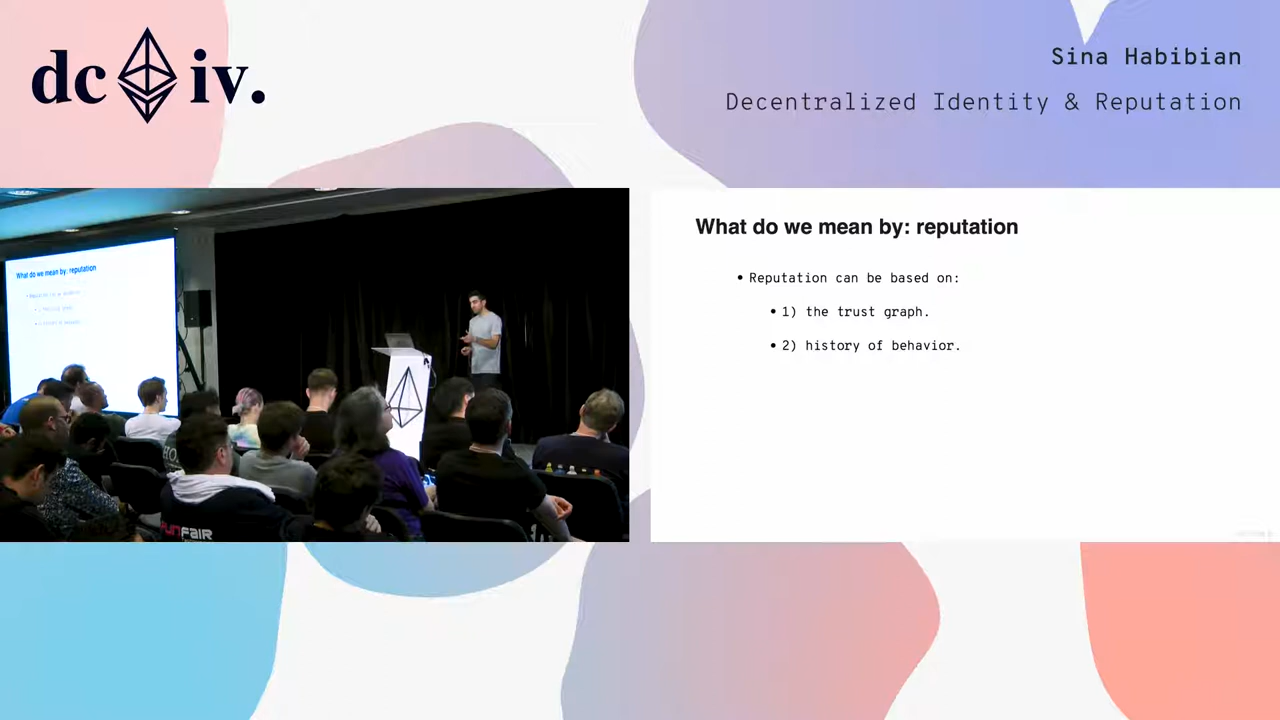 dc iv.
Sina Habibian
Decentralized Identity & Reputation
What do we mean by: reputation
• Reputation can be based on:
• 1) the trust graph.
• 2) history of behavior.
What do we mean by: reputation
FUNFAIR